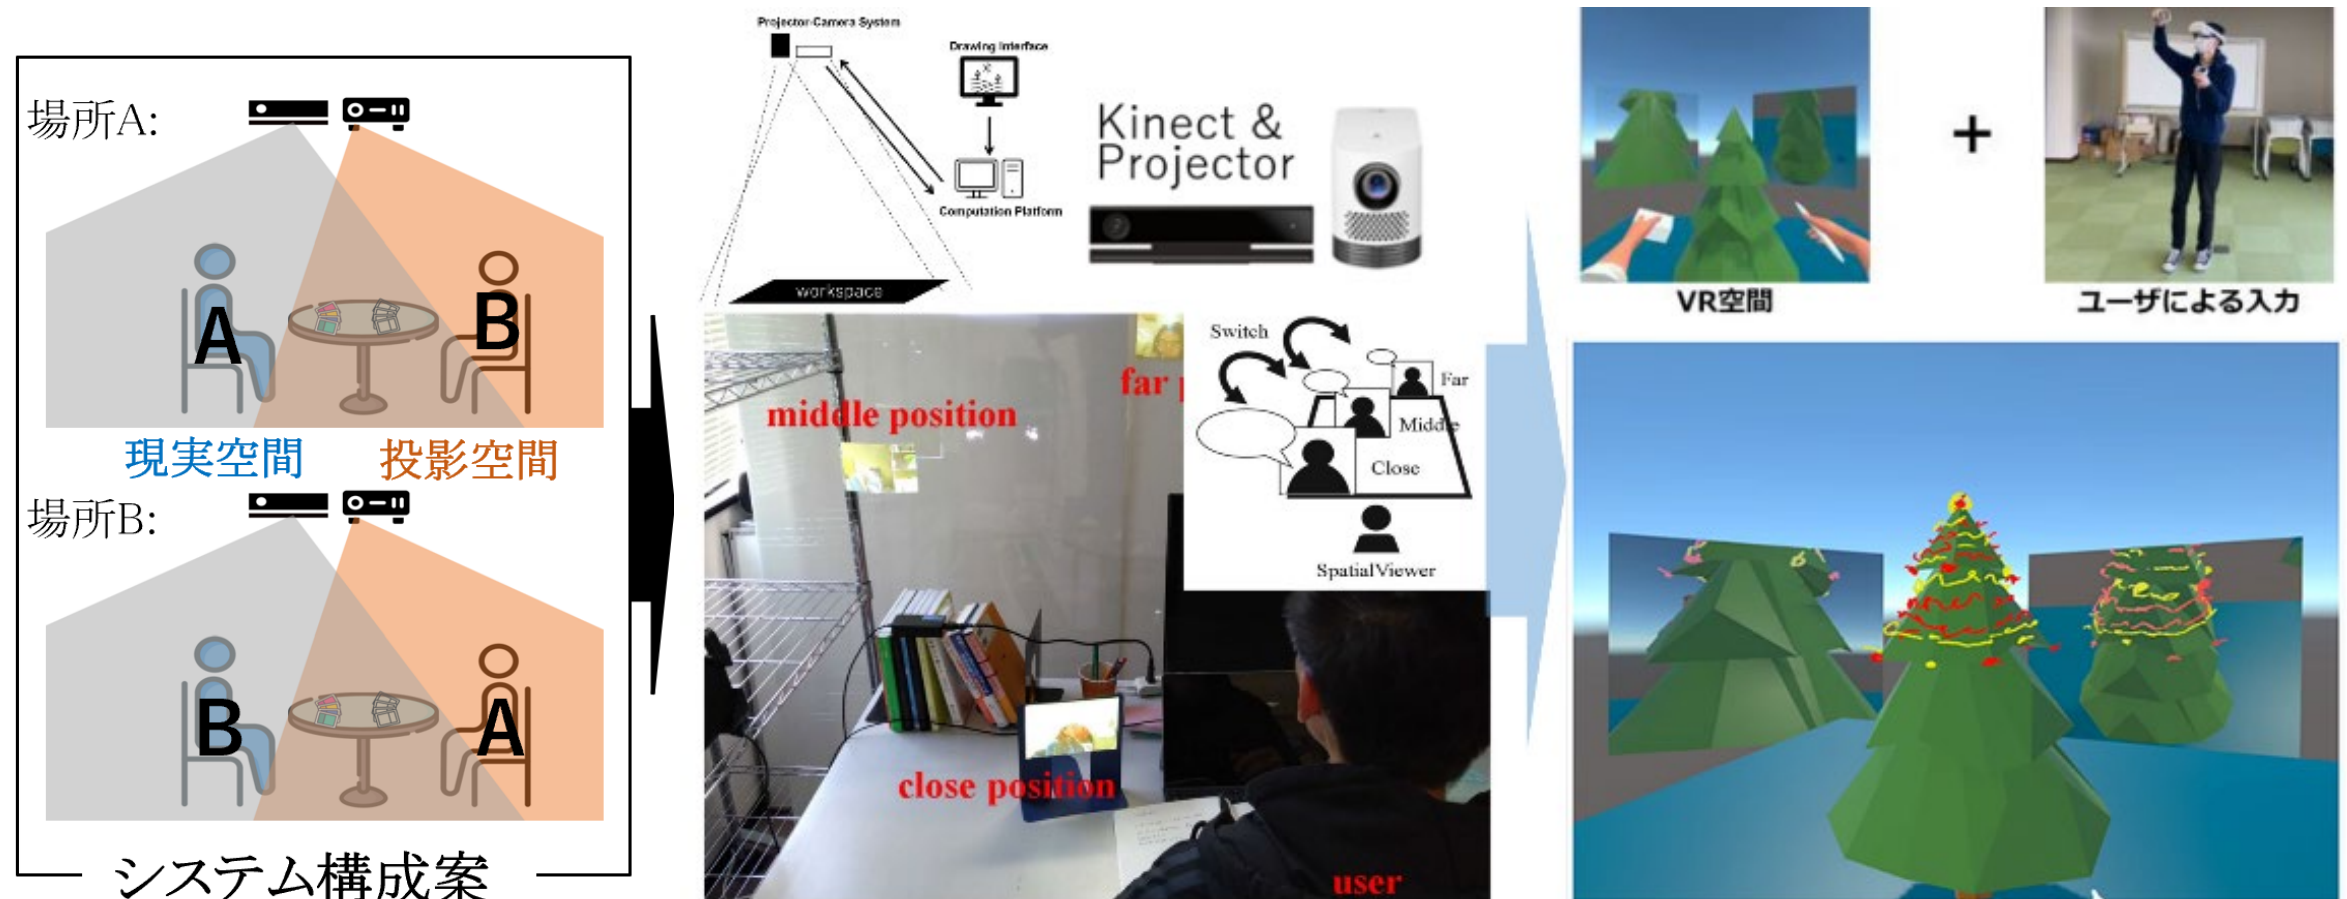 場所A:
A
B
現実空間
投影空間
場所B:
B
A
システム構成案
Projector-Camera System
Drawing Interface
Computation Platform
workspace
Kinect &
Projector
middle position
far
close position
user
Switch
Far
Middle
Close
SpatialViewer
VR空間
+
ユーザによる入力